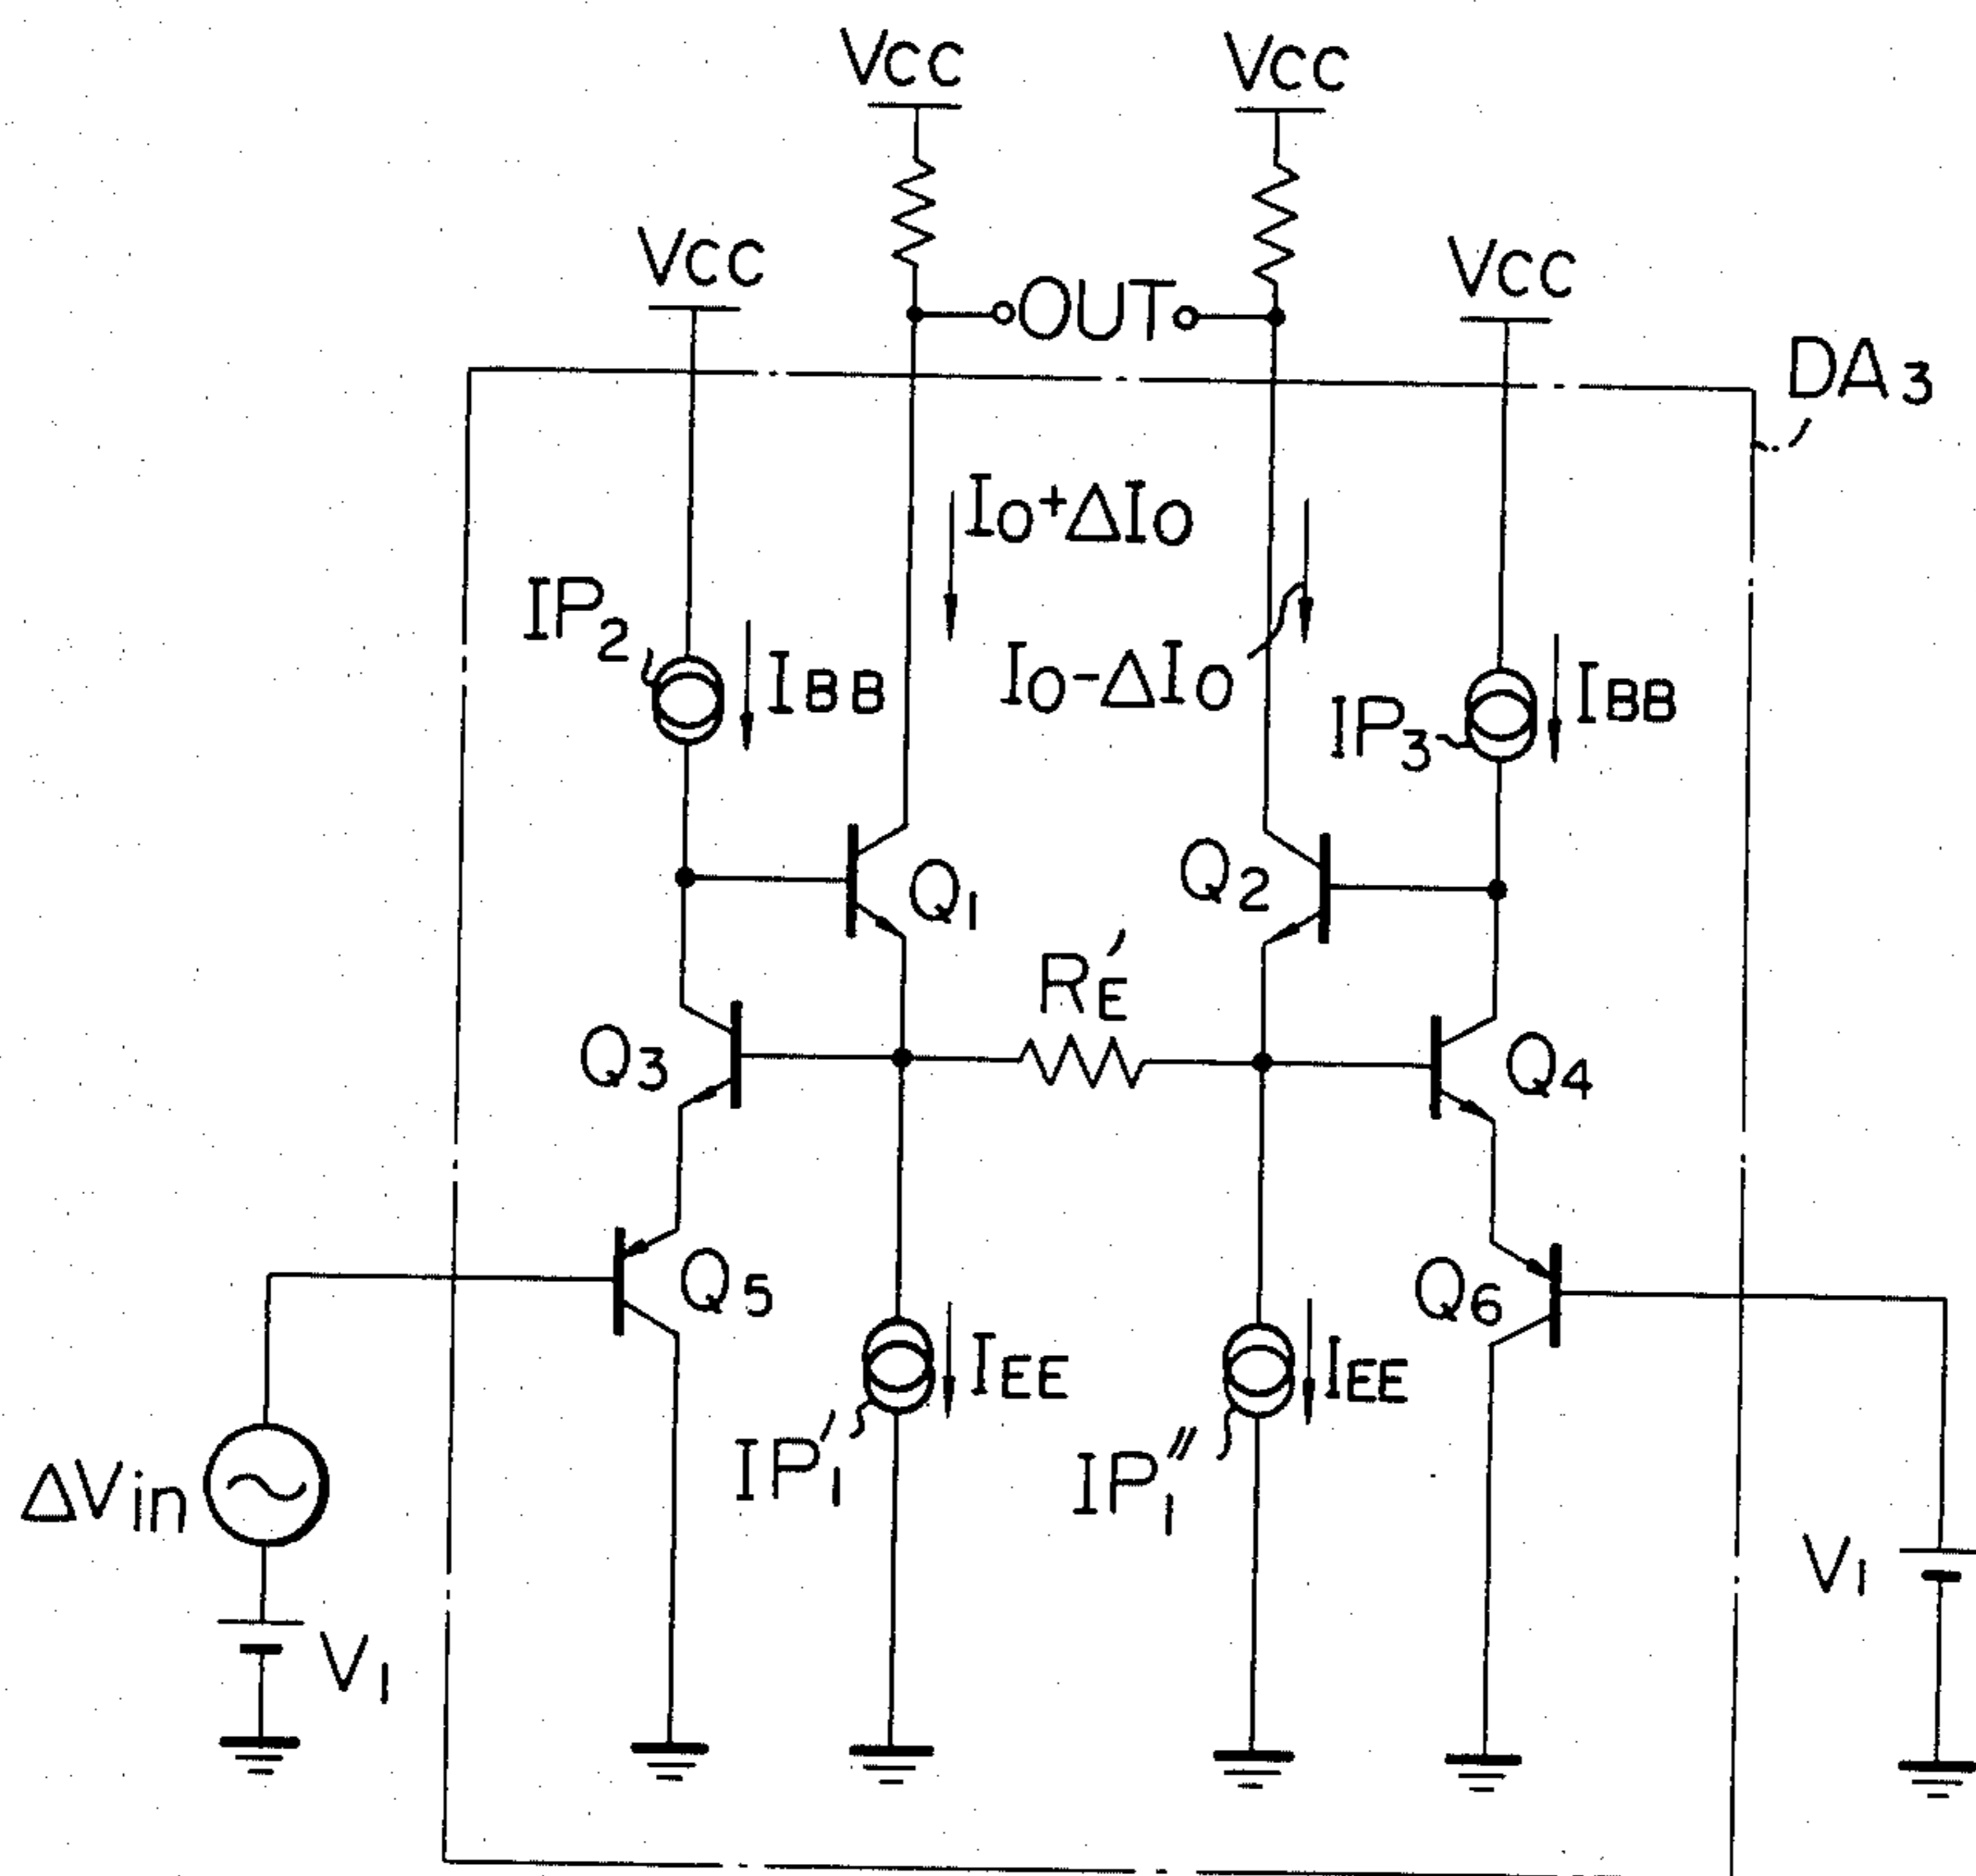 VCC
VCC
VCC
VCC
OUT
DA3
I0+ΔI0
IP2
IBB
I0-ΔI0
IP3
IBB
Q1
Q2
RE'
Q3
Q4
Q5
Q6
IEE
IEE
IP1'
IP1''
ΔVin
V1
V1